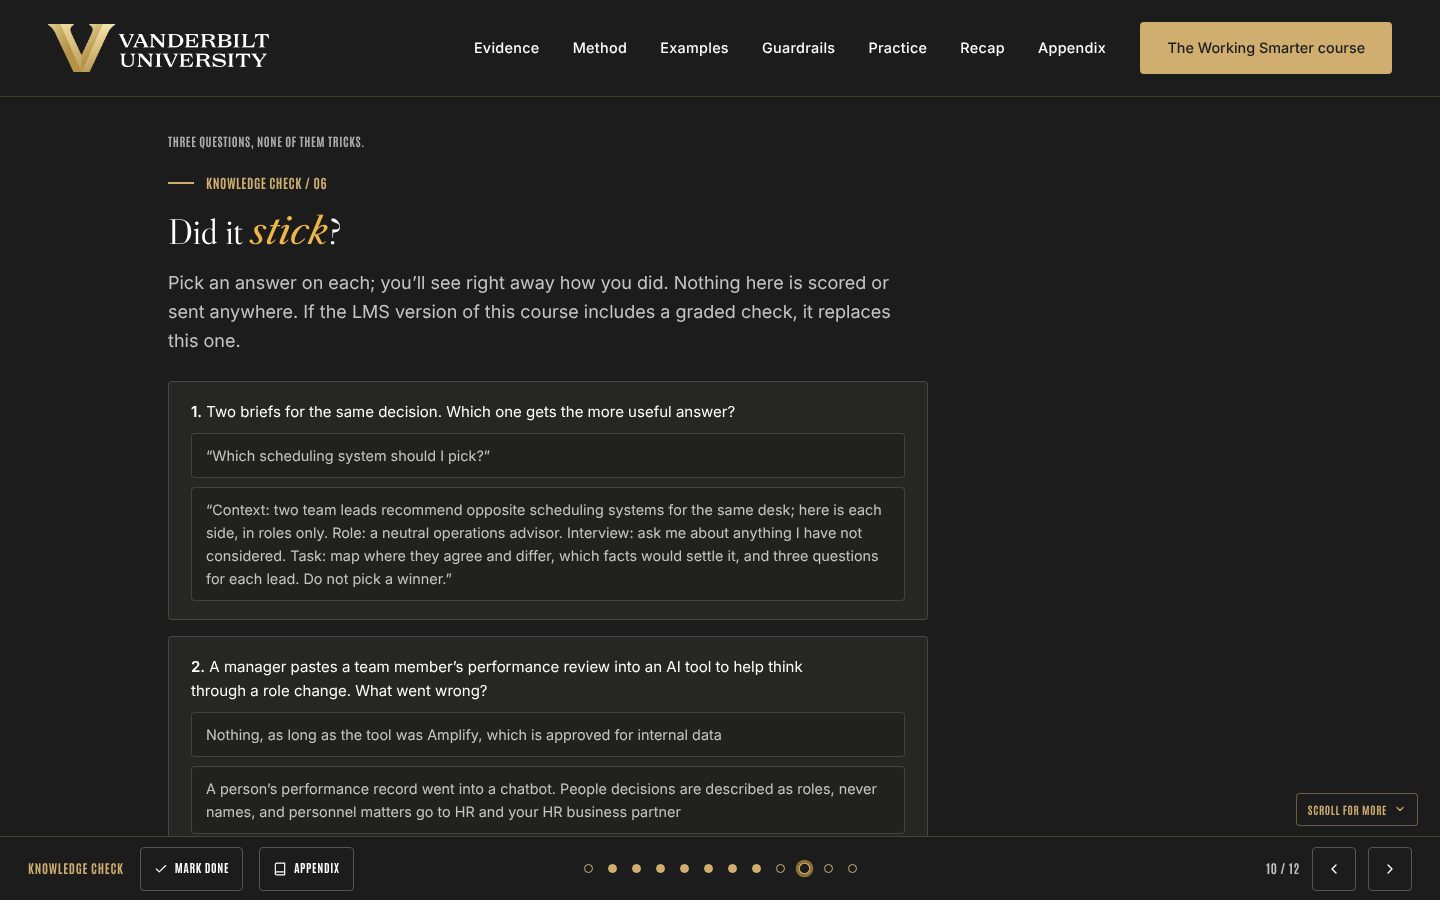 VANDERBILT
UNIVERSITY
Evidence
Method
Examples
Guardrails
Practice
Recap
Appendix
The Working Smarter course
THREE QUESTIONS, NONE OF THEM TRICKS.
KNOWLEDGE CHECK / 06
Did it stick?
Pick an answer on each; you’ll see right away how you did. Nothing here is scored or
sent anywhere. If the LMS version of this course includes a graded check, it replaces
this one.
1. Two briefs for the same decision. Which one gets the more useful answer?
“Which scheduling system should I pick?”
“Context: two team leads recommend opposite scheduling systems for the same desk; here is each
side, in roles only. Role: a neutral operations advisor. Interview: ask me about anything I have not
considered. Task: map where they agree and differ, which facts would settle it, and three questions
for each lead. Do not pick a winner.”
2. A manager pastes a team member’s performance review into an AI tool to help think
through a role change. What went wrong?
Nothing, as long as the tool was Amplify, which is approved for internal data
A person’s performance record went into a chatbot. People decisions are described as roles, never
names, and personnel matters go to HR and your HR business partner
SCROLL FOR MORE
KNOWLEDGE CHECK
MARK DONE
APPENDIX
10 / 12